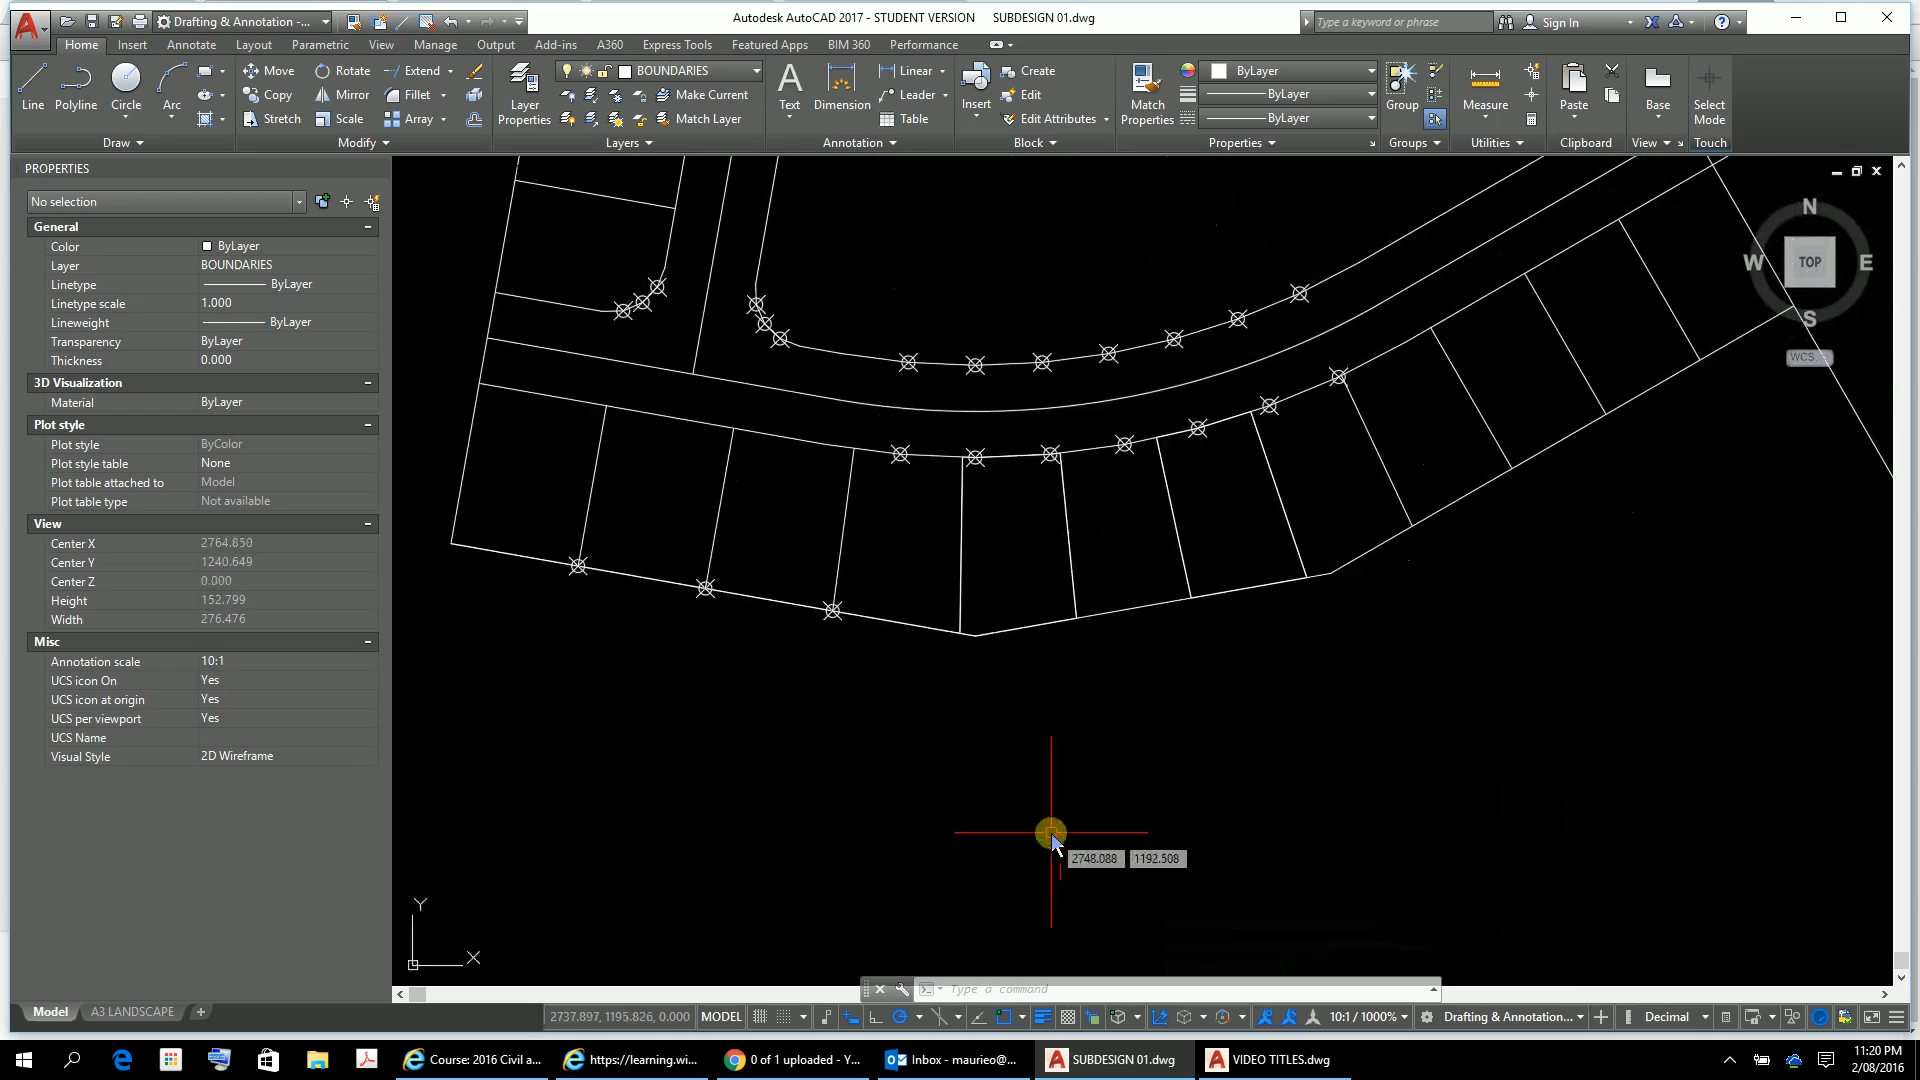 Drafting & Annotation -...
Autodesk AutoCAD 2017 - STUDENT VERSION SUBDESIGN 01.dwg
Type a keyword or phrase
Sign In
Home Insert Annotate Layout Parametric View Manage Output Add-ins A360 Express Tools Featured Apps BIM 360 Performance
Line Polyline Circle Arc
Move Rotate Extend
Copy Mirror Fillet
Stretch Scale Array
Layer Properties
BOUNDARIES
Make Current
Match Layer
Text Dimension
Linear
Leader
Table
Insert
Create
Edit
Edit Attributes
Match Properties
ByLayer
ByLayer
ByLayer
Group
Measure
Paste
Base
Select Mode
Draw Modify Layers Annotation Block Properties Groups Utilities Clipboard View Touch
PROPERTIES
No selection
General
Color ByLayer
Layer BOUNDARIES
Linetype ByLayer
Linetype scale 1.000
Lineweight ByLayer
Transparency ByLayer
Thickness 0.000
3D Visualization
Material ByLayer
Plot style
Plot style ByColor
Plot style table None
Plot table attached to Model
Plot table type Not available
View
Center X 2764.850
Center Y 1240.649
Center Z 0.000
Height 152.799
Width 276.476
Misc
Annotation scale 10:1
UCS icon On Yes
UCS icon at origin Yes
UCS per viewport Yes
UCS Name
Visual Style 2D Wireframe
N
W TOP E
S
WCS
2748.088 1192.508
Y
X
Type a command
Model A3 LANDSCAPE +
2737.897, 1195.826, 0.000 MODEL
10:1 / 1000%
Drafting & Annotation...
Decimal
Course: 2016 Civil a...
https://learning.wi...
0 of 1 uploaded - Y...
Inbox - maurieo@...
SUBDESIGN 01.dwg
VIDEO TITLES.dwg
11:20 PM
2/08/2016